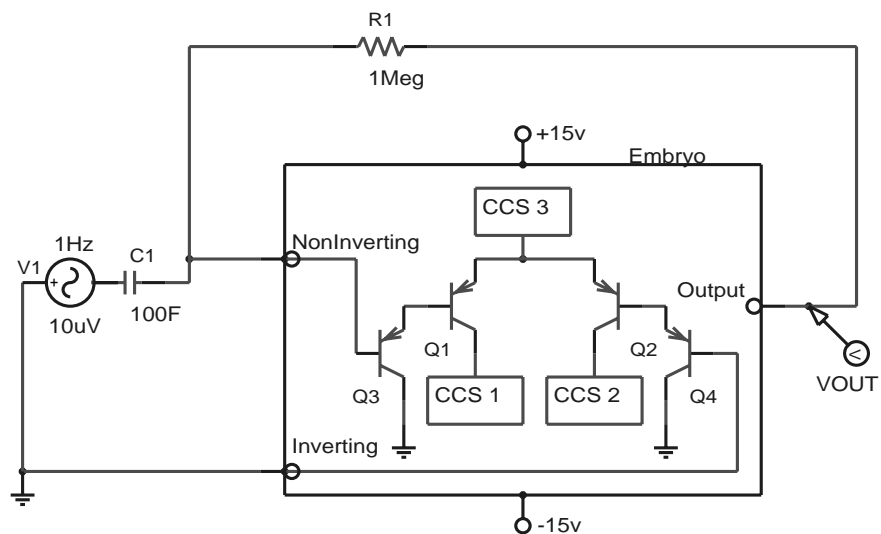 R1
1Meg
+15v
Embryo
CCS 3
NonInverting
1Hz
V1
C1
+
10uV
100F
Output
Q1
Q2
VOUT
Q3
CCS 1
CCS 2
Q4
Inverting
-15v